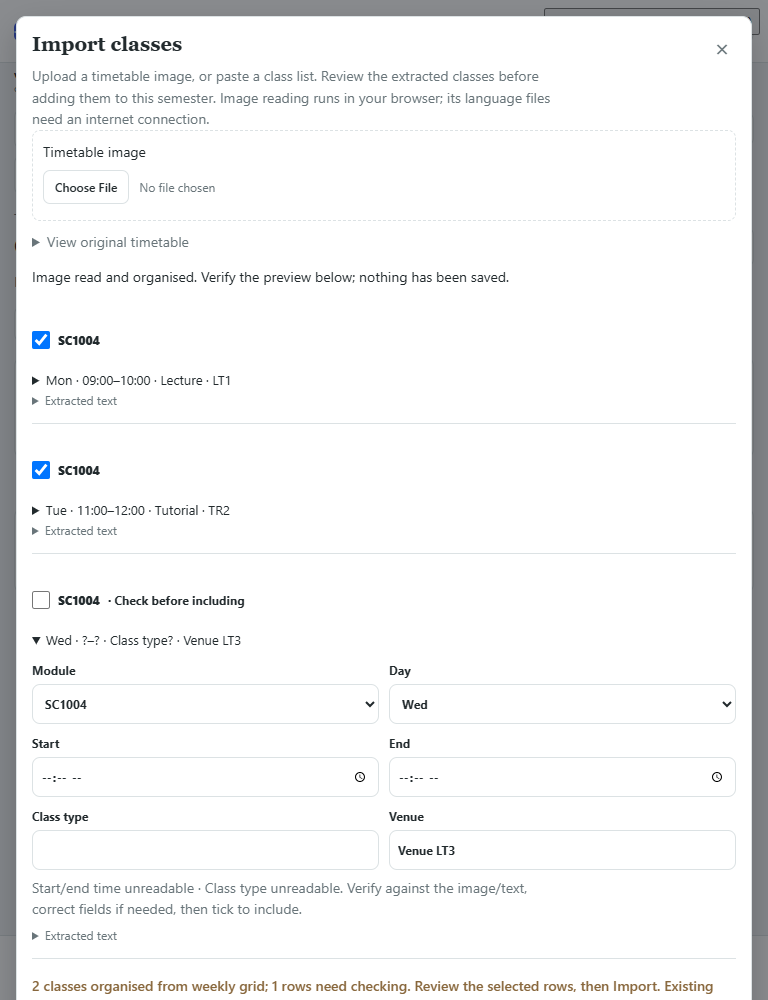 Import classes
Upload a timetable image, or paste a class list. Review the extracted classes before
adding them to this semester. Image reading runs in your browser; its language files
need an internet connection.
Timetable image
Choose File No file chosen
View original timetable
Image read and organised. Verify the preview below; nothing has been saved.
SC1004
Mon · 09:00–10:00 · Lecture · LT1
Extracted text
SC1004
Tue · 11:00–12:00 · Tutorial · TR2
Extracted text
SC1004 · Check before including
Wed · ?–? · Class type? · Venue LT3
Module Day
SC1004 Wed
Start End
--:-- -- --:-- --
Class type Venue
Venue LT3
Start/end time unreadable · Class type unreadable. Verify against the image/text,
correct fields if needed, then tick to include.
Extracted text
2 classes organised from weekly grid; 1 rows need checking. Review the selected rows, then Import. Existing